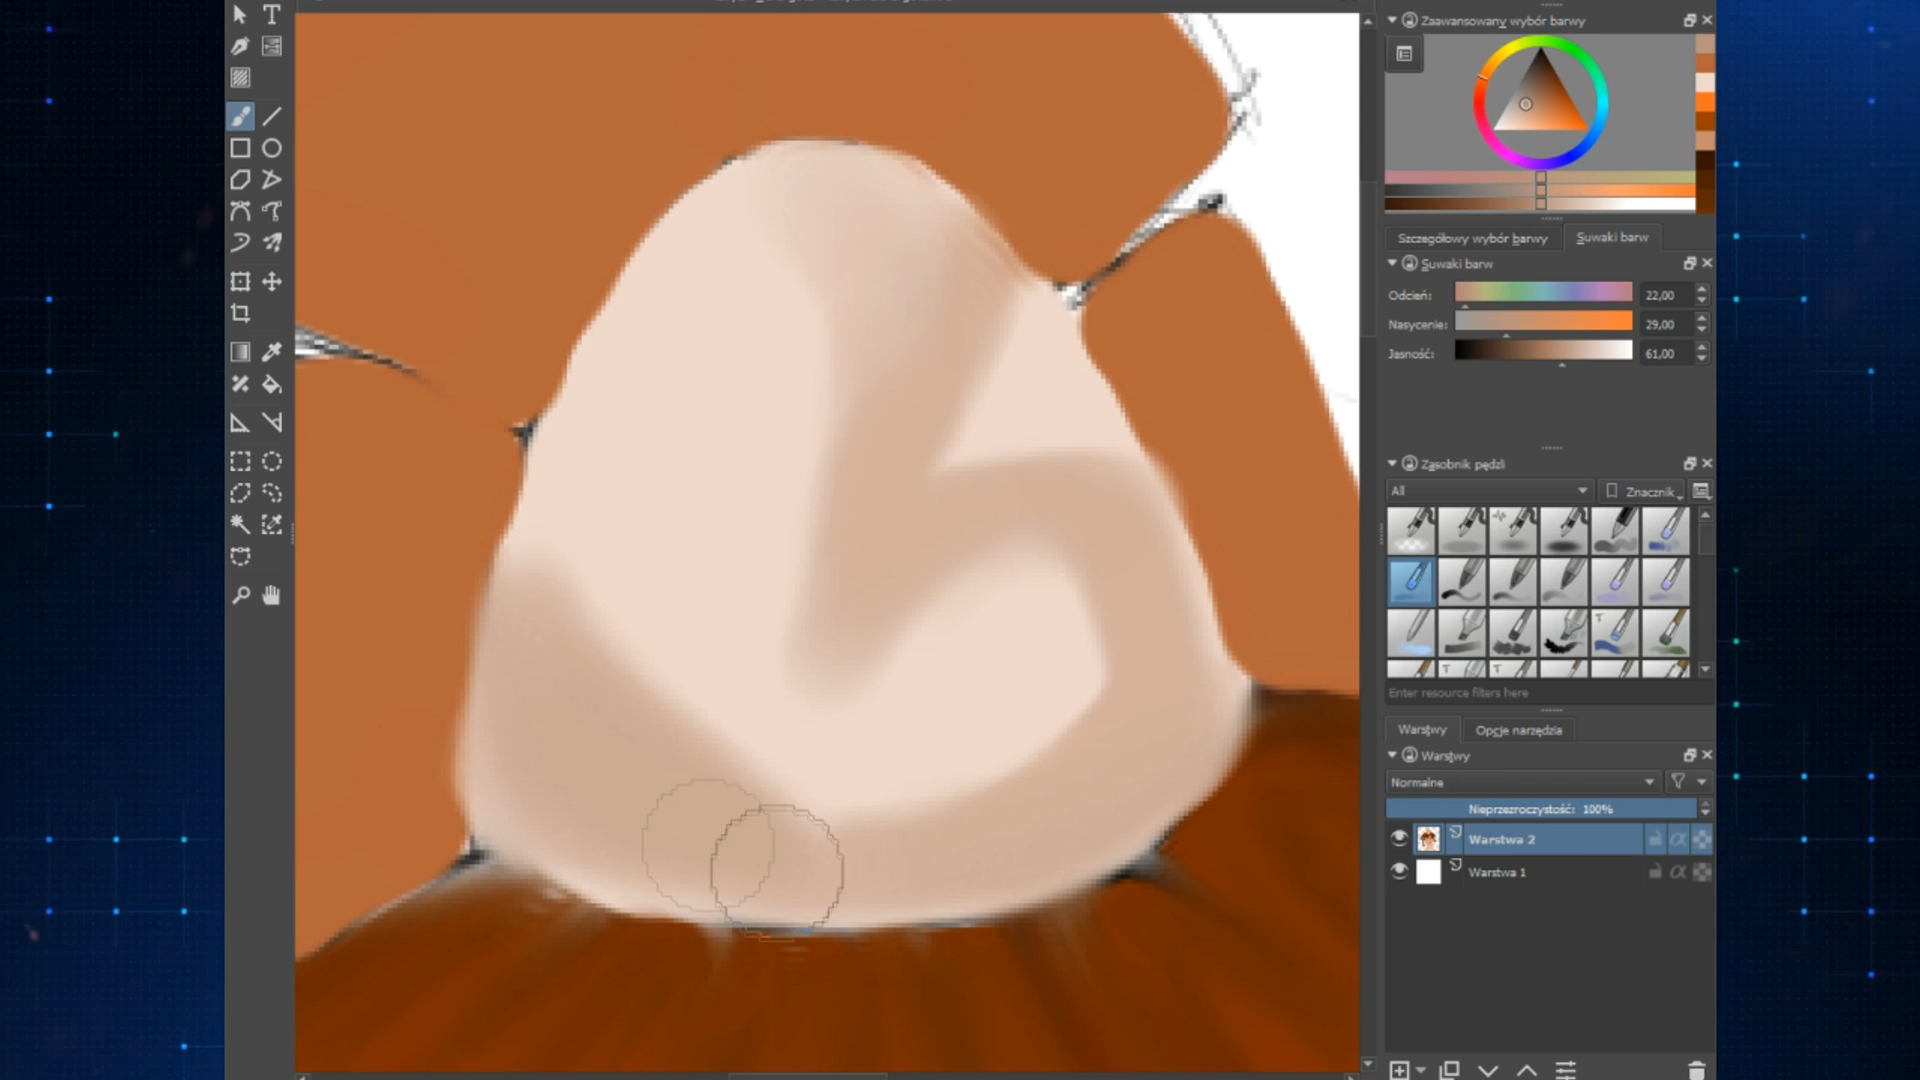 Zaawansowany wybór barwy
Szczegółowy wybór barwy
Suwaki barw
Suwaki barw
Odcień: 22,00
Nasycenie: 29,00
Jasność: 61,00
Zasobnik pędzli
All
Znacznik
Enter resource filters here
Warstwy
Opcje narzędzia
Warstwy
Normalne
Nieprzezroczystość: 100%
Warstwa 2
Warstwa 1